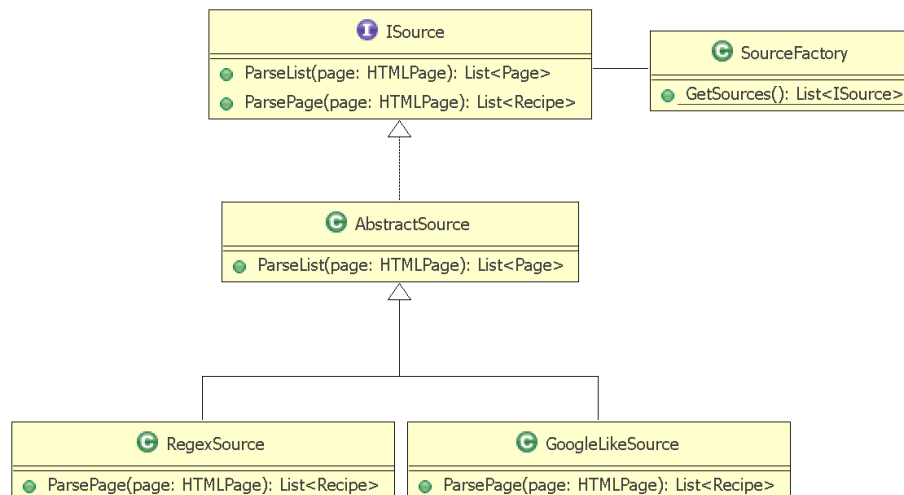 I ISource
ParseList(page: HTMLPage): List<Page>
ParsePage(page: HTMLPage): List<Recipe>
C SourceFactory
GetSources(): List<ISource>
C AbstractSource
ParseList(page: HTMLPage): List<Page>
C RegexSource
ParsePage(page: HTMLPage): List<Recipe>
C GoogleLikeSource
ParsePage(page: HTMLPage): List<Recipe>